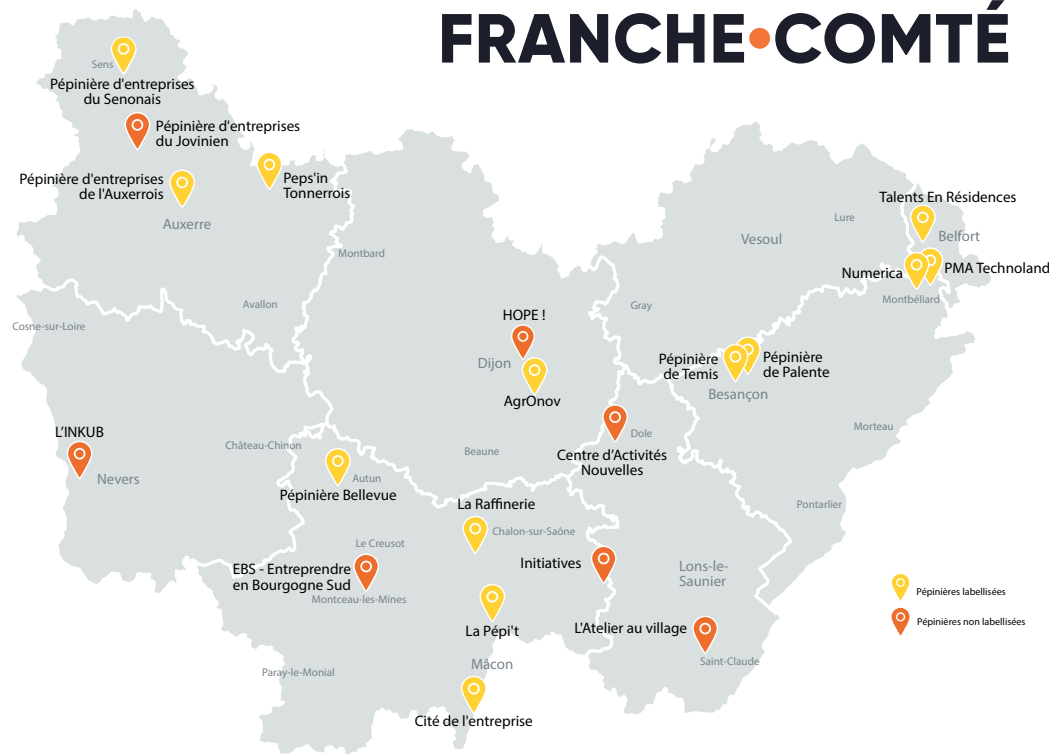 FRANCHE•COMTÉ
Sens
Pépinière d'entreprises
du Senonais
Pépinière d'entreprises
du Jovinien
Pépinière d'entreprises
de l'Auxerrois
Peps'in
Tonnerrois
Auxerre
Talents En Résidences
Lure
Belfort
Vesoul
Montbard
Numerica
PMA Technoland
Montbéliard
Avallon
Gray
Cosne-sur-Loire
HOPE !
Dijon
Pépinière
de Temis
Pépinière
de Palente
Besançon
AgrOnov
L'INKUB
Nevers
Château-Chinon
Beaune
Dole
Centre d'Activités
Nouvelles
Morteau
Autun
Pépinière Bellevue
La Raffinerie
Chalon-sur-Saône
Pontarlier
Le Creusot
EBS - Entreprendre
en Bourgogne Sud
Montceau-les-Mines
Initiatives
Lons-le-
Saunier
Pépinières labellisées
Pépinières non labellisées
La Pépi't
L'Atelier au village
Saint-Claude
Mâcon
Paray-le-Monial
Cité de l'entreprise